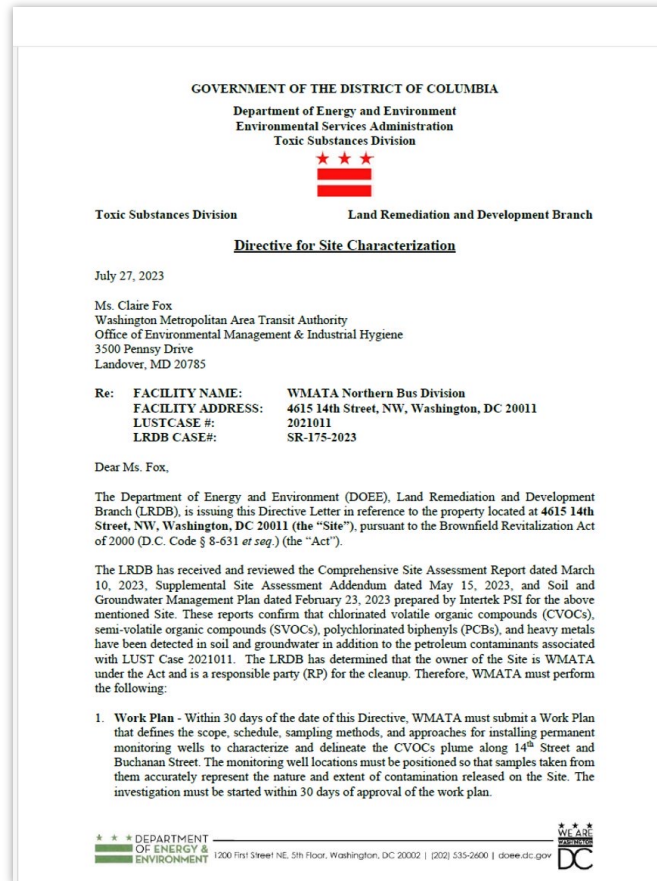 GOVERNMENT OF THE DISTRICT OF COLUMBIA
Department of Energy and Environment
Environmental Services Administration
Toxic Substances Division
Toxic Substances Division Land Remediation and Development Branch
Directive for Site Characterization
July 27, 2023
Ms. Claire Fox
Washington Metropolitan Area Transit Authority
Office of Environmental Management & Industrial Hygiene
3500 Pennsy Drive
Landover, MD 20785
Re: FACILITY NAME: WMATA Northern Bus Division
FACILITY ADDRESS: 4615 14th Street, NW, Washington, DC 20011
LUSTCASE #: 2021011
LRDB CASE#: SR-175-2023
Dear Ms. Fox,
The Department of Energy and Environment (DOEE), Land Remediation and Development
Branch (LRDB), is issuing this Directive Letter in reference to the property located at 4615 14th
Street, NW, Washington, DC 20011 (the “Site”), pursuant to the Brownfield Revitalization Act
of 2000 (D.C. Code § 8-631 et seq.) (the “Act”).
The LRDB has received and reviewed the Comprehensive Site Assessment Report dated March
10, 2023, Supplemental Site Assessment Addendum dated May 15, 2023, and Soil and
Groundwater Management Plan dated February 23, 2023 prepared by Intertek PSI for the above
mentioned Site. These reports confirm that chlorinated volatile organic compounds (CVOCs),
semi-volatile organic compounds (SVOCs), polychlorinated biphenyls (PCBs), and heavy metals
have been detected in soil and groundwater in addition to the petroleum contaminants associated
with LUST Case 2021011. The LRDB has determined that the owner of the Site is WMATA
under the Act and is a responsible party (RP) for the cleanup. Therefore, WMATA must perform
the following:
1. Work Plan - Within 30 days of the date of this Directive, WMATA must submit a Work Plan
that defines the scope, schedule, sampling methods, and approaches for installing permanent
monitoring wells to characterize and delineate the CVOCs plume along 14th Street and
Buchanan Street. The monitoring well locations must be positioned so that samples taken from
them accurately represent the nature and extent of contamination released on the Site. The
investigation must be started within 30 days of approval of the work plan.
DEPARTMENT
OF ENERGY &
ENVIRONMENT
1200 First Street NE, 5th Floor, Washington, DC 20002 | (202) 535-2600 | doee.dc.gov
WE ARE
WASHINGTON
DC